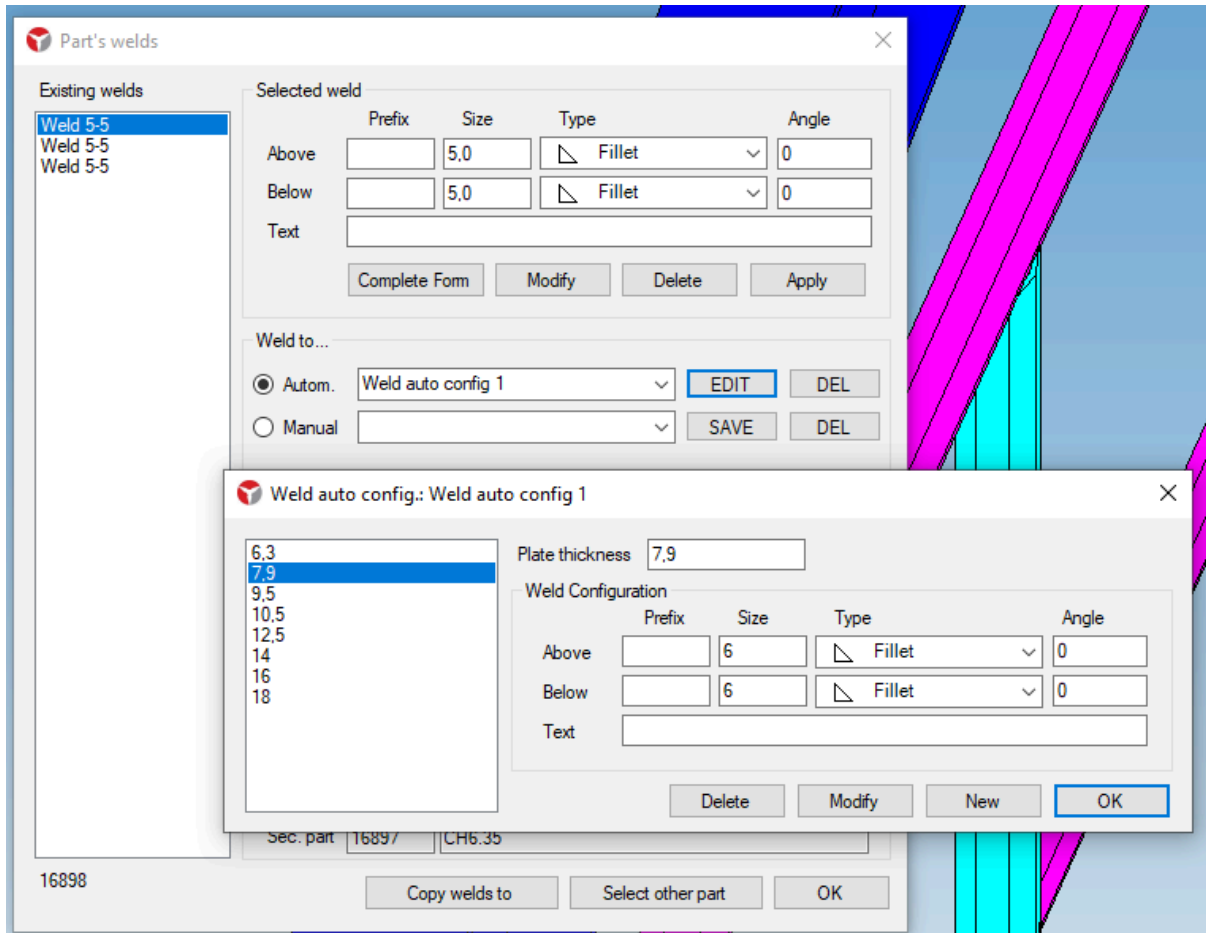 Part's welds
Existing welds
Weld 5-5
Weld 5-5
Weld 5-5
Selected weld
Prefix Size Type Angle
Above 5,0 Fillet 0
Below 5,0 Fillet 0
Text
Complete Form Modify Delete Apply
Weld to...
Autom. Weld auto config 1 EDIT DEL
Manual SAVE DEL
Weld auto config.: Weld auto config 1
6,3
7,9
9,5
10,5
12,5
14
16
18
Plate thickness 7,9
Weld Configuration
Prefix Size Type Angle
Above 6 Fillet 0
Below 6 Fillet 0
Text
Delete Modify New OK
Sec. part 16897 CH6.35
16898
Copy welds to Select other part OK